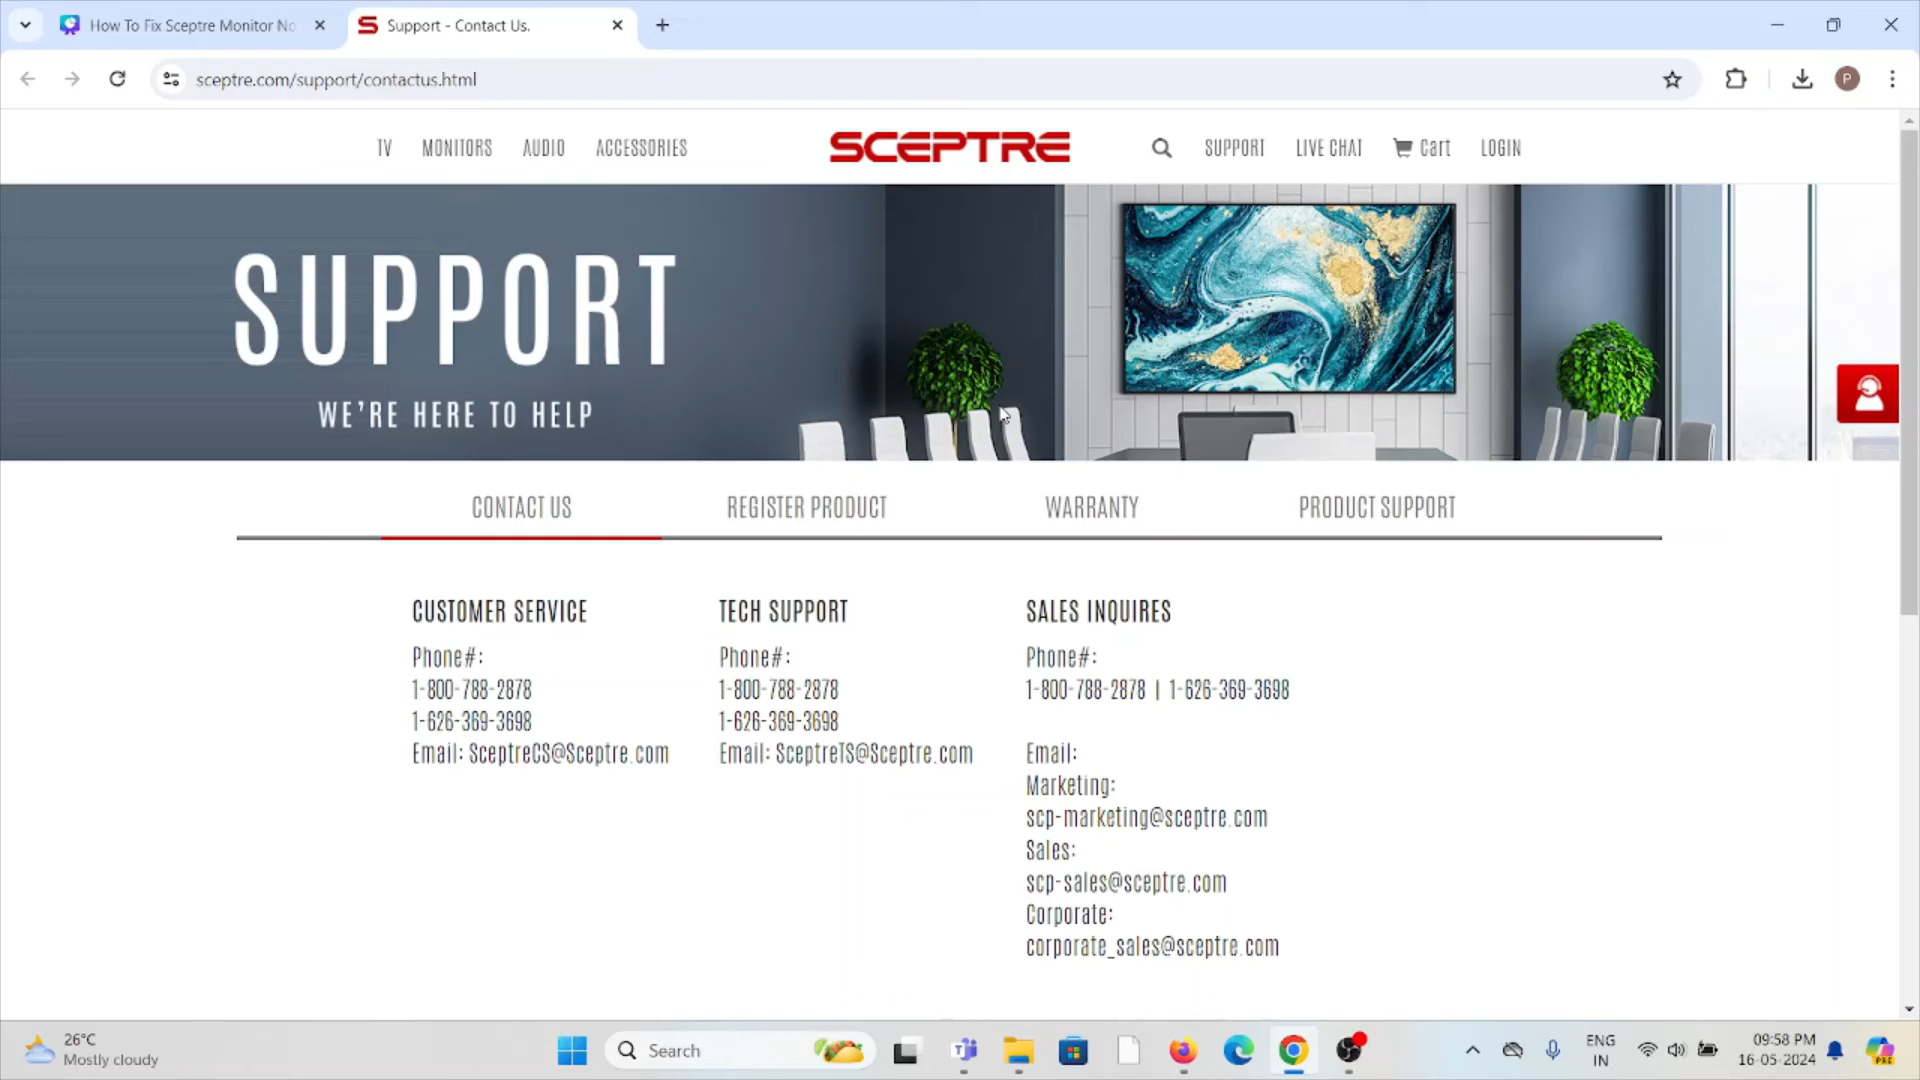 How To Fix Sceptre Monitor No
Support - Contact Us.
sceptre.com/support/contactus.html
P
TV MONITORS AUDIO ACCESSORIES SCEPTRE SUPPORT LIVE CHAT Cart LOGIN
SUPPORT
WE'RE HERE TO HELP
CONTACT US REGISTER PRODUCT WARRANTY PRODUCT SUPPORT
CUSTOMER SERVICE
Phone#:
1-800-788-2878
1-626-369-3698
Email: SceptreCS@Sceptre.com
TECH SUPPORT
Phone#:
1-800-788-2878
1-626-369-3698
Email: SceptreTS@Sceptre.com
SALES INQUIRES
Phone#:
1-800-788-2878 | 1-626-369-3698
Email:
Marketing:
scp-marketing@sceptre.com
Sales:
scp-sales@sceptre.com
Corporate:
corporate_sales@sceptre.com
26°C
Mostly cloudy
Search
ENG
IN
09:58 PM
16-05-2024
PRE